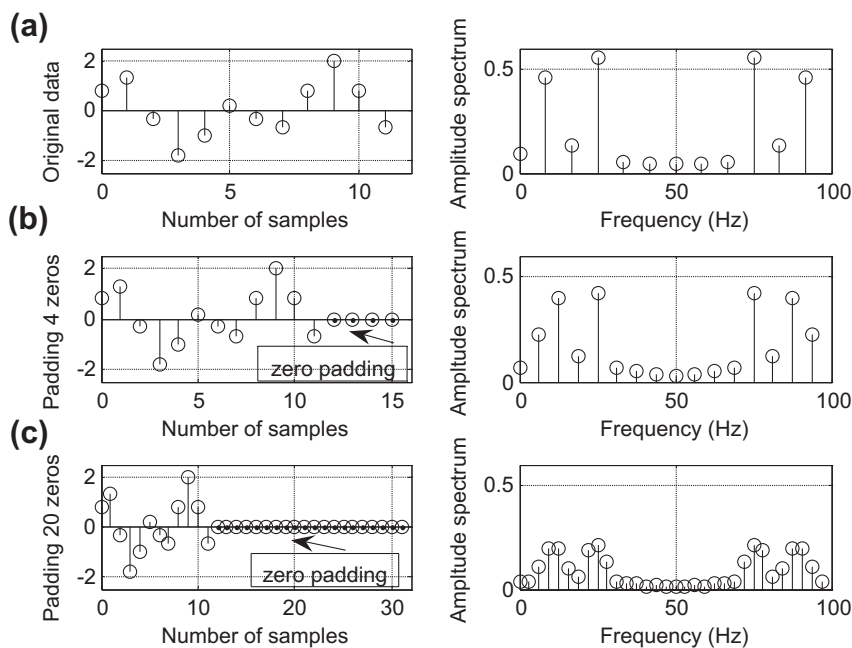 (a)
Original data
2
0
-2
0 5 10
Number of samples
Amplitude spectrum
0.5
0
0 50 100
Frequency (Hz)
(b)
Padding 4 zeros
2
0
-2
zero padding
0 5 10 15
Number of samples
Ampltude spectrum
0.5
0
0 50 100
Frequency (Hz)
(c)
Padding 20 zeros
2
0
-2
zero padding
0 10 20 30
Number of samples
Ampltude spectrum
0.5
0
0 50 100
Frequency (Hz)